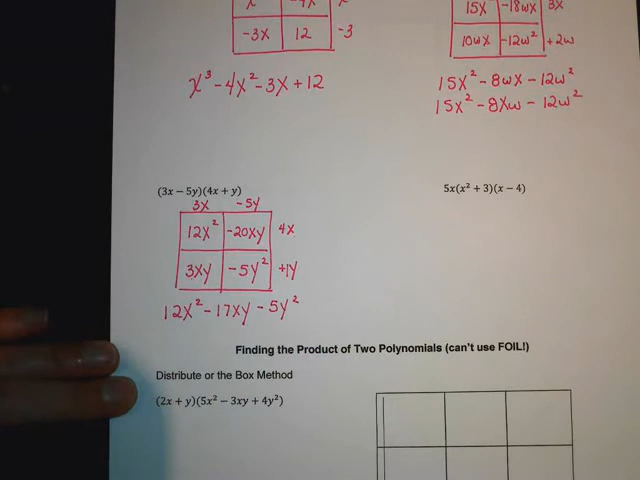 -3x 12 -3
x³ - 4x² - 3x + 12
15x -18wx 3x
10wx -12w² +2w
15x² - 8wx - 12w²
15x² - 8xw - 12w²
(3x − 5y)(4x + y)
3x -5y
12x² -20xy 4x
3xy -5y² +1y
12x² - 17xy - 5y²
5x(x² + 3)(x − 4)
Finding the Product of Two Polynomials (can't use FOIL!)
Distribute or the Box Method
(2x + y)(5x² − 3xy + 4y²)